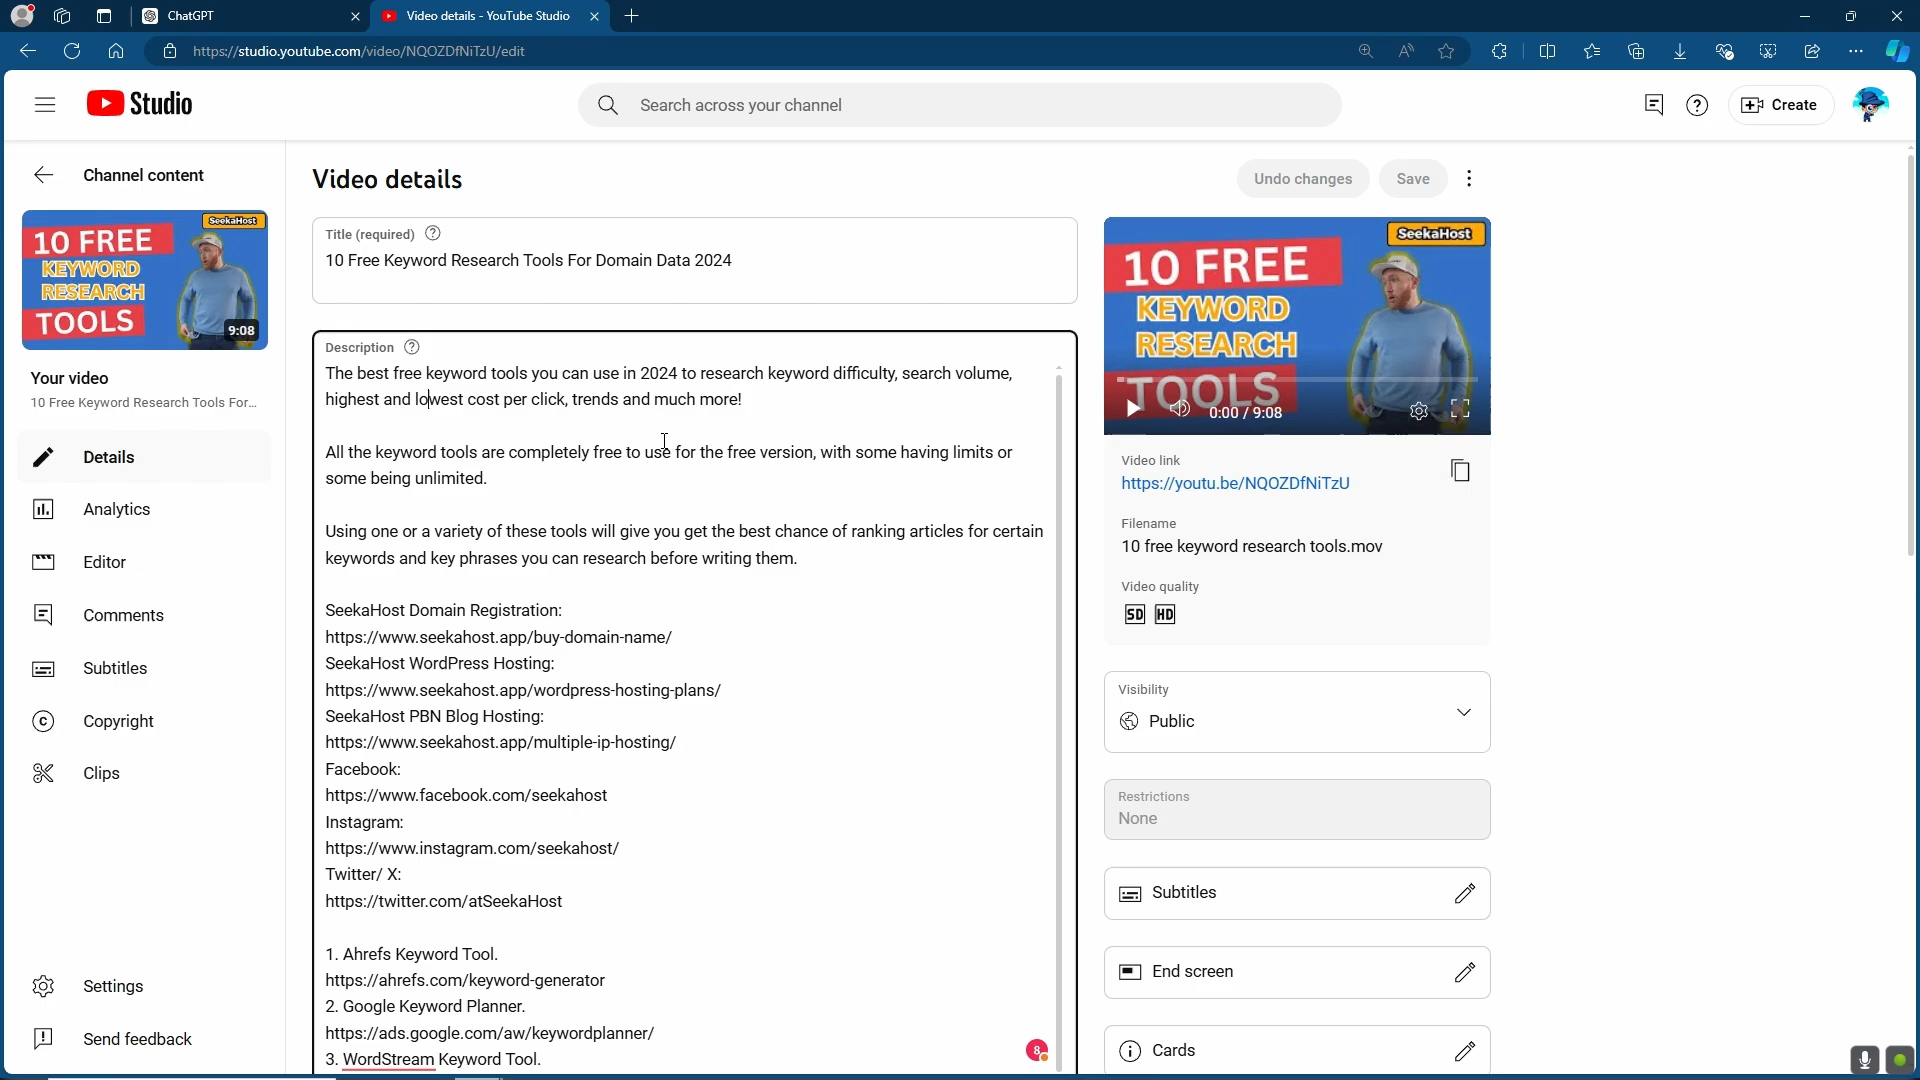 ChatGPT
Video details - YouTube Studio
https://studio.youtube.com/video/NQOZDfNiTzU/edit
Studio
Search across your channel
Create
Channel content
SeekaHost
10 FREE
KEYWORD
RESEARCH
TOOLS
9:08
Your video
10 Free Keyword Research Tools For...
Details
Analytics
Editor
Comments
Subtitles
Copyright
Clips
Settings
Send feedback
Video details
Undo changes
Save
Title (required)
10 Free Keyword Research Tools For Domain Data 2024
Description
The best free keyword tools you can use in 2024 to research keyword difficulty, search volume,
highest and lowest cost per click, trends and much more!
All the keyword tools are completely free to use for the free version, with some having limits or
some being unlimited.
Using one or a variety of these tools will give you get the best chance of ranking articles for certain
keywords and key phrases you can research before writing them.
SeekaHost Domain Registration:
https://www.seekahost.app/buy-domain-name/
SeekaHost WordPress Hosting:
https://www.seekahost.app/wordpress-hosting-plans/
SeekaHost PBN Blog Hosting:
https://www.seekahost.app/multiple-ip-hosting/
Facebook:
https://www.facebook.com/seekahost
Instagram:
https://www.instagram.com/seekahost/
Twitter/ X:
https://twitter.com/atSeekaHost
1. Ahrefs Keyword Tool.
https://ahrefs.com/keyword-generator
2. Google Keyword Planner.
https://ads.google.com/aw/keywordplanner/
3. WordStream Keyword Tool.
8
SeekaHost
10 FREE
KEYWORD
RESEARCH
TOOLS
0:00 / 9:08
Video link
https://youtu.be/NQOZDfNiTzU
Filename
10 free keyword research tools.mov
Video quality
SD HD
Visibility
Public
Restrictions
None
Subtitles
End screen
Cards